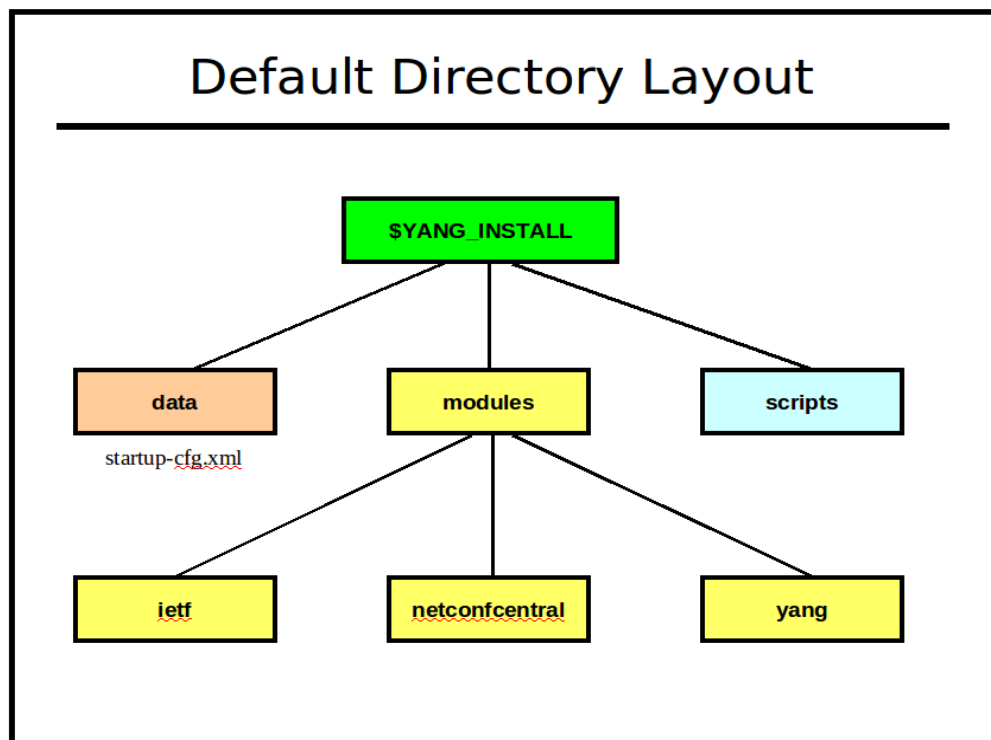 Default Directory Layout
$YANG_INSTALL
data
modules
scripts
startup-cfg.xml
ietf
netconfcentral
yang